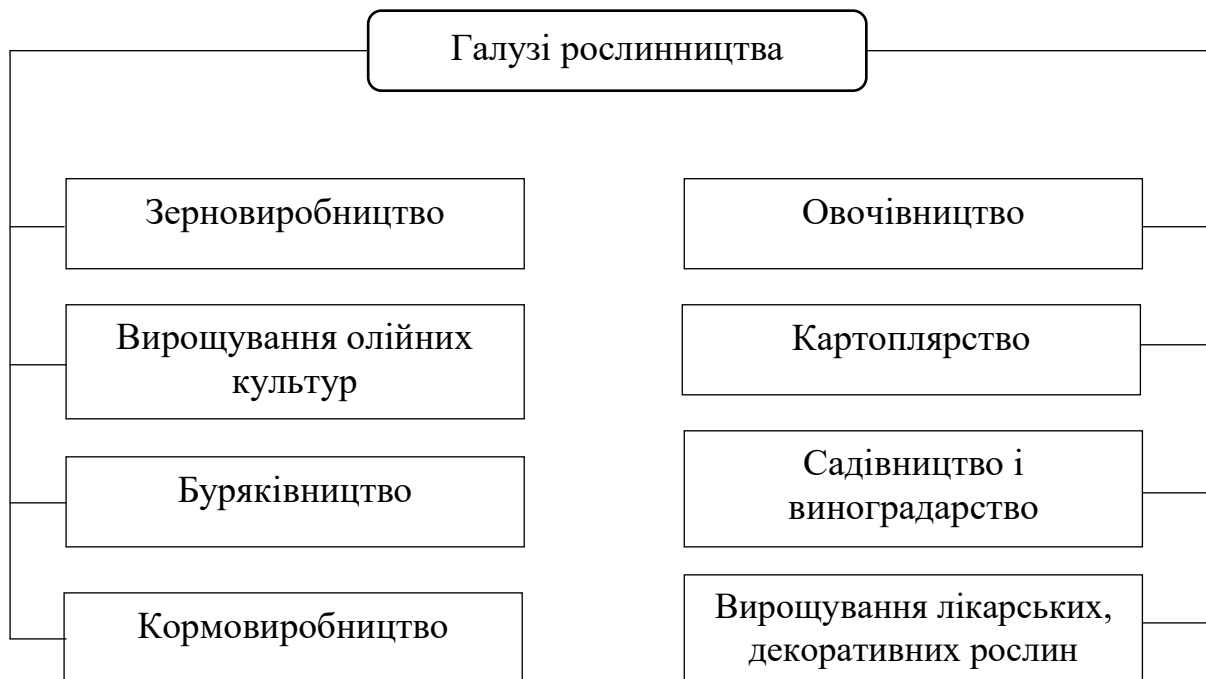 Галузі рослинництва
Зерновиробництво
Вирощування олійних
культур
Буряківництво
Кормовиробництво
Овочівництво
Картоплярство
Садівництво і
виноградарство
Вирощування лікарських,
декоративних рослин